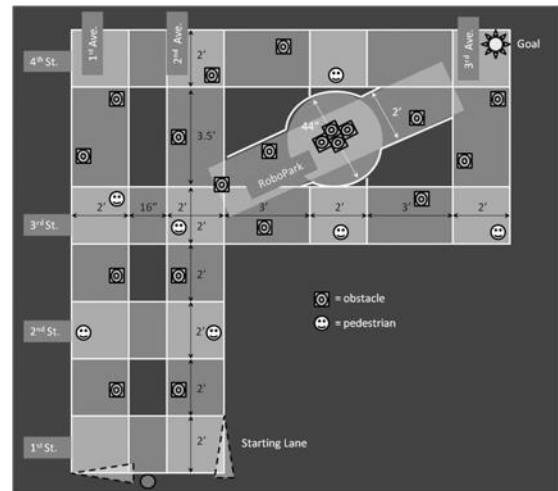 1st Ave.
2nd Ave.
3rd Ave.
Goal
4th St.
2'
3.5'
44"
2'
RoboPark
2'
16"
2'
3'
2'
3'
2'
3rd St.
2'
2'
= obstacle
2nd St.
2'
= pedestrian
2'
1st St.
2'
Starting Lane